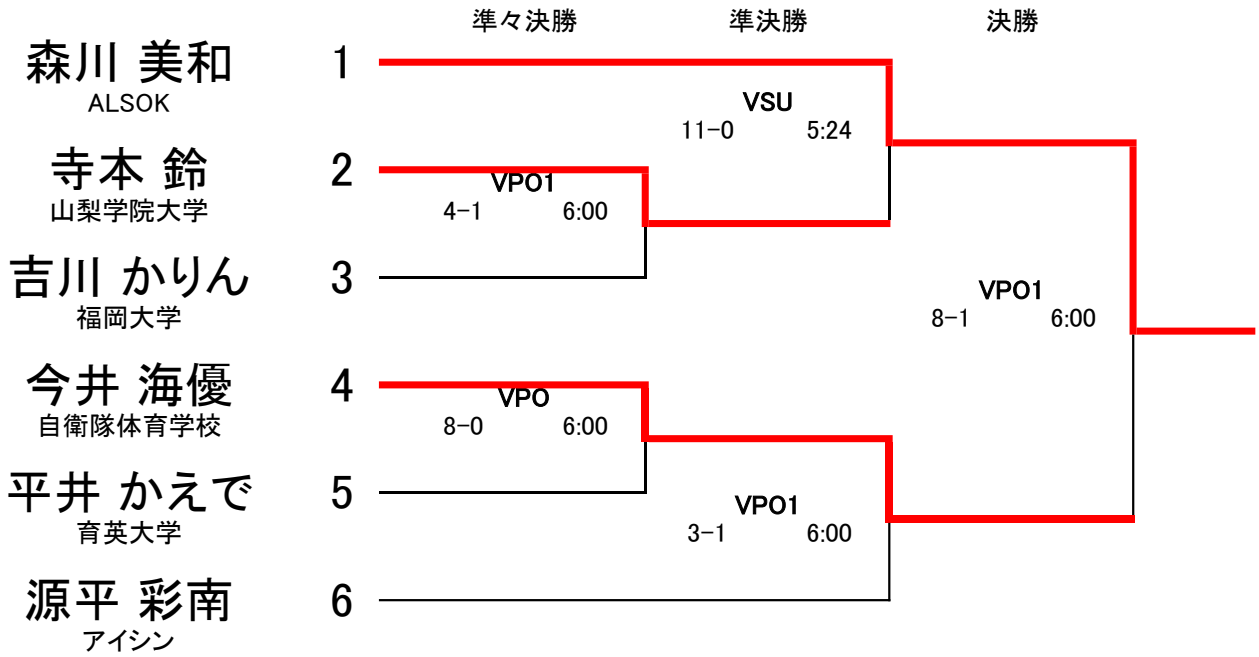 準々決勝 準決勝 決勝
森川 美和 1
ALSOK
VSU
11-0 5:24
寺本 鈴 2
山梨学院大学
VPO1
4-1 6:00
吉川 かりん 3
福岡大学
VPO1
8-1 6:00
今井 海優 4
自衛隊体育学校
VPO
8-0 6:00
平井 かえで 5
育英大学
VPO1
3-1 6:00
源平 彩南 6
アイシン